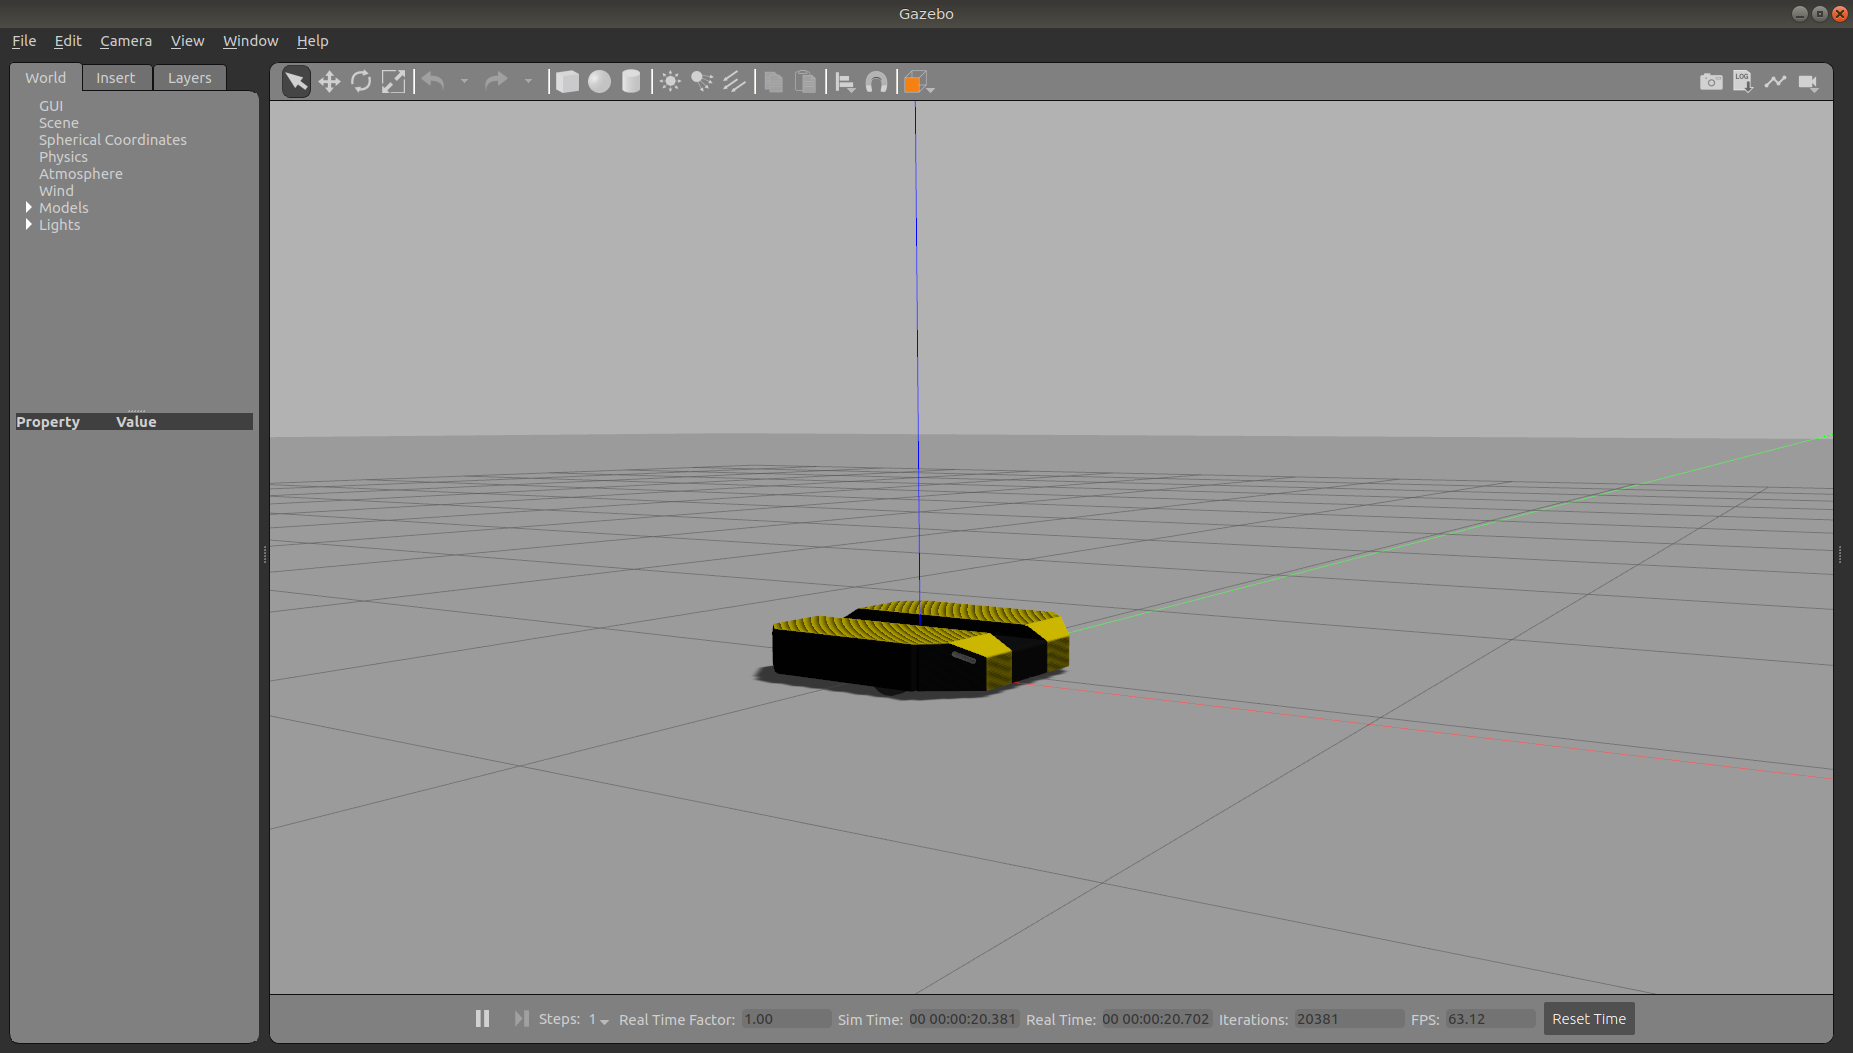 Gazebo
File Edit Camera View Window Help
World Insert Layers
LOG
GUI
Scene
Spherical Coordinates
Physics
Atmosphere
Wind
Models
Lights
Property Value
Steps: 1 Real Time Factor: 1.00 Sim Time: 00 00:00:20.381 Real Time: 00 00:00:20.702 Iterations: 20381 FPS: 63.12 Reset Time